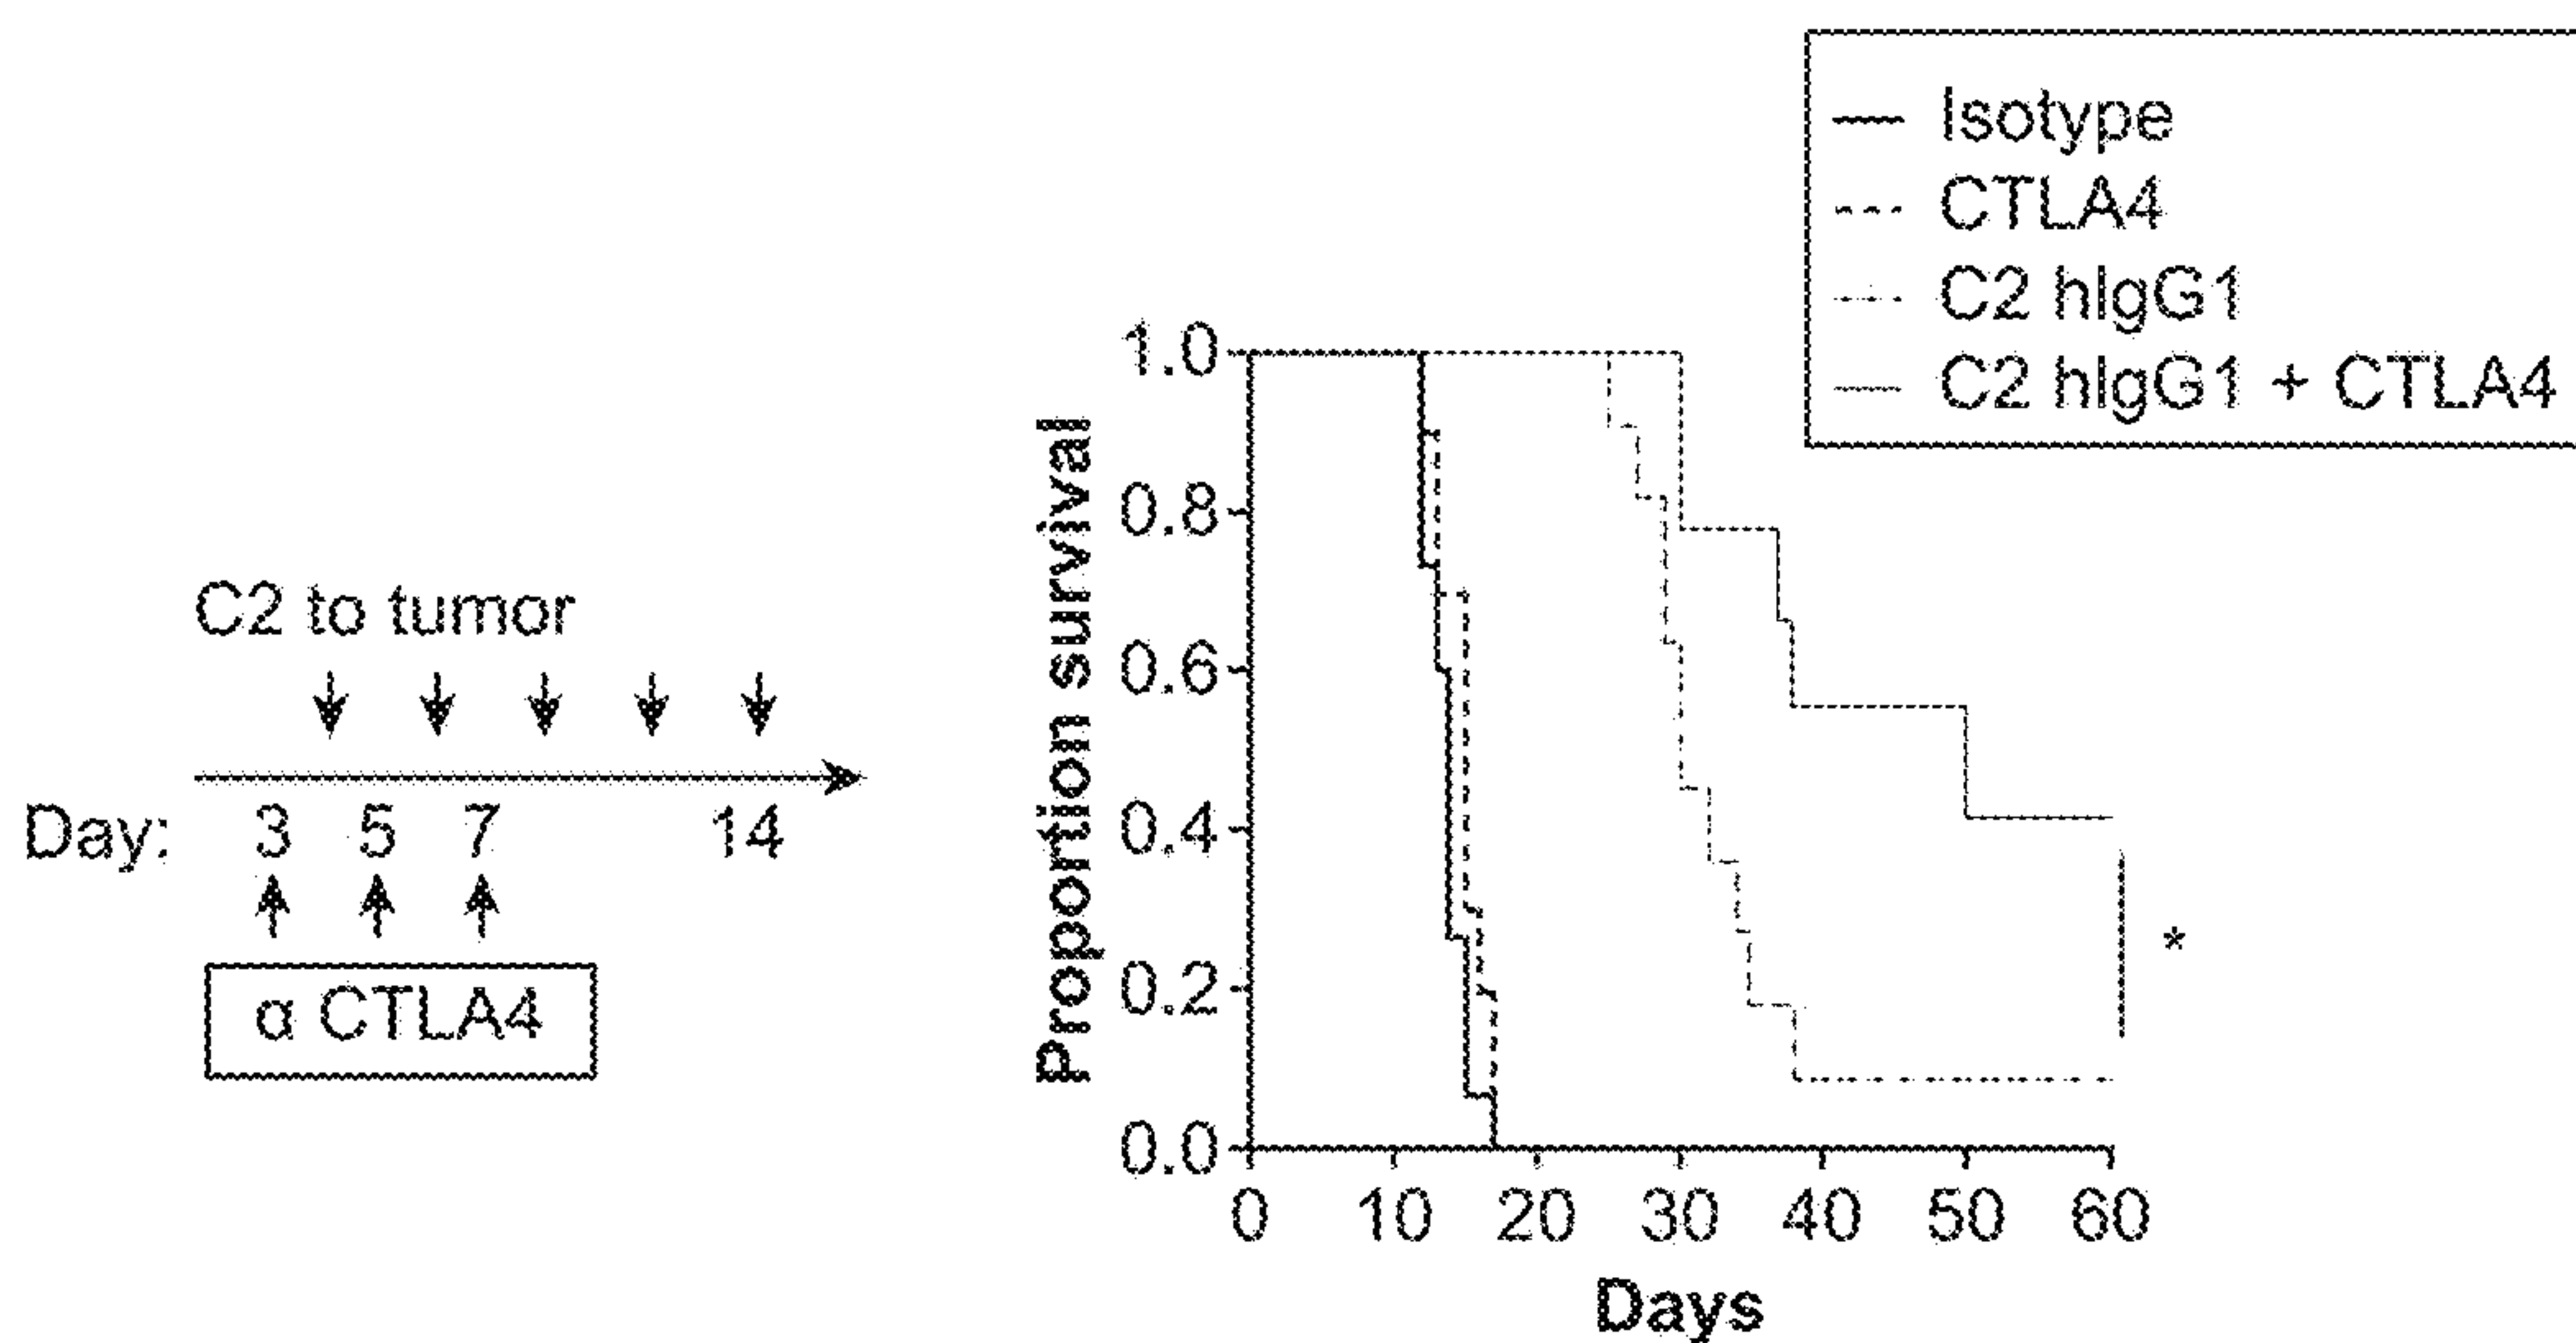 C2 to tumor
Day: 3 5 7 14
α CTLA4
Isotype
CTLA4
C2 hIgG1
C2 hIgG1 + CTLA4
Proportion survival
1.0
0.8
0.6
0.4
0.2
0.0
0 10 20 30 40 50 60
Days
*